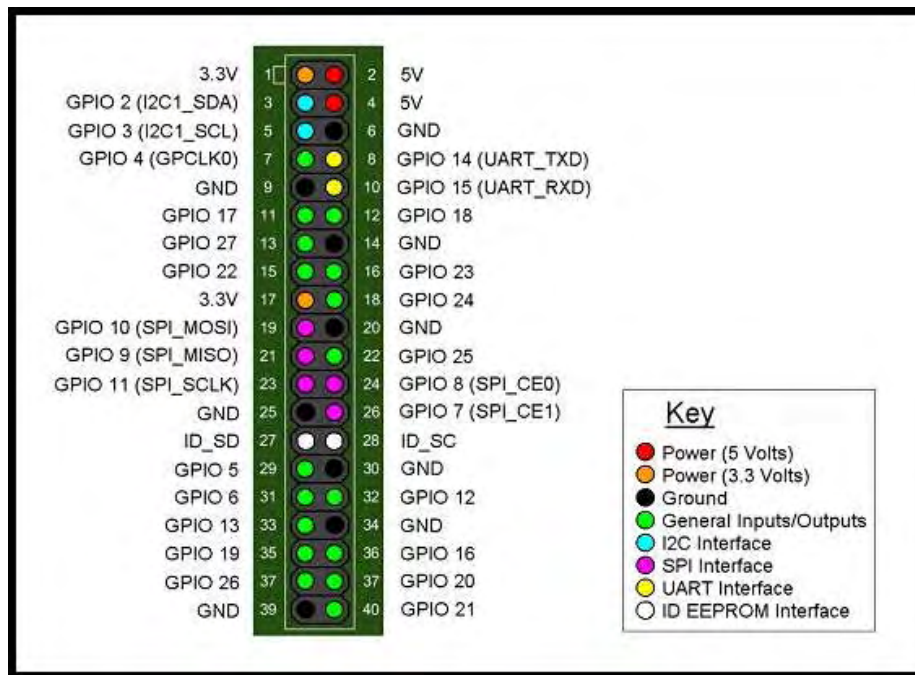 3.3V 1 2 5V
GPIO 2 (I2C1_SDA) 3 4 5V
GPIO 3 (I2C1_SCL) 5 6 GND
GPIO 4 (GPCLK0) 7 8 GPIO 14 (UART_TXD)
GND 9 10 GPIO 15 (UART_RXD)
GPIO 17 11 12 GPIO 18
GPIO 27 13 14 GND
GPIO 22 15 16 GPIO 23
3.3V 17 18 GPIO 24
GPIO 10 (SPI_MOSI) 19 20 GND
GPIO 9 (SPI_MISO) 21 22 GPIO 25
GPIO 11 (SPI_SCLK) 23 24 GPIO 8 (SPI_CE0)
GND 25 26 GPIO 7 (SPI_CE1)
ID_SD 27 28 ID_SC
GPIO 5 29 30 GND
GPIO 6 31 32 GPIO 12
GPIO 13 33 34 GND
GPIO 19 35 36 GPIO 16
GPIO 26 37 37 GPIO 20
GND 39 40 GPIO 21
Key
Power (5 Volts)
Power (3.3 Volts)
Ground
General Inputs/Outputs
I2C Interface
SPI Interface
UART Interface
ID EEPROM Interface